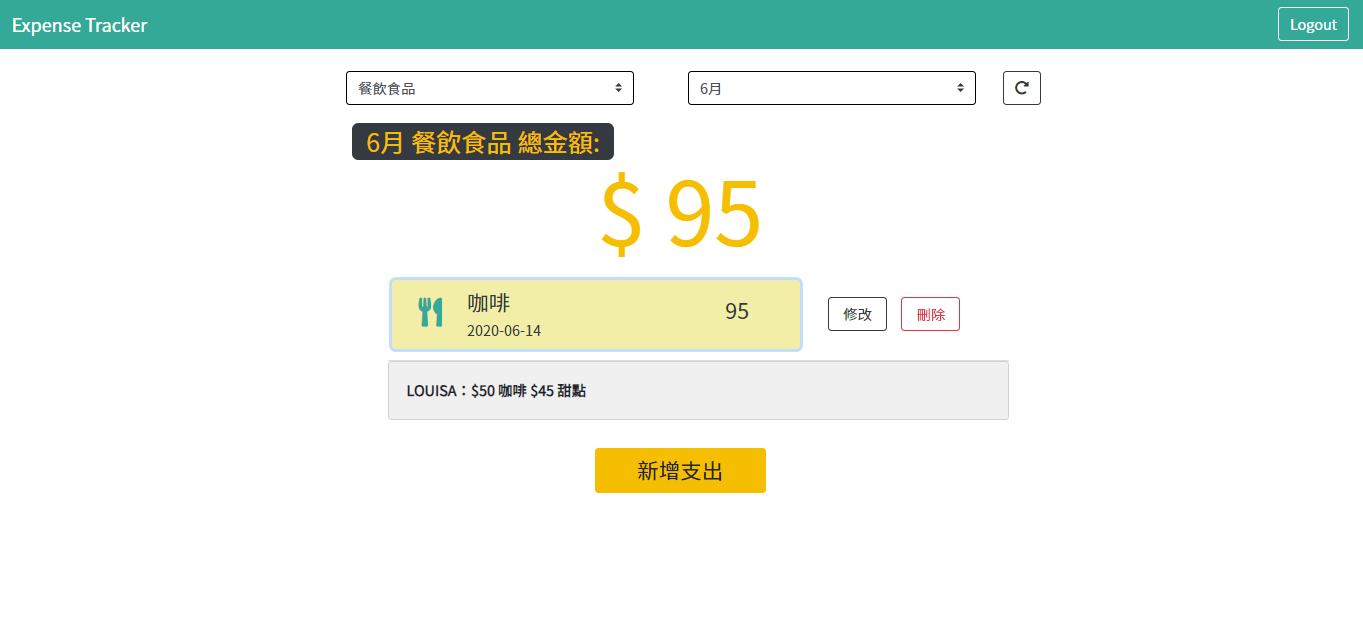 Expense Tracker
Logout
餐飲食品
6月
6月 餐飲食品 總金額:
$ 95
咖啡
95
2020-06-14
修改
刪除
LOUISA：$50 咖啡 $45 甜點
新增支出